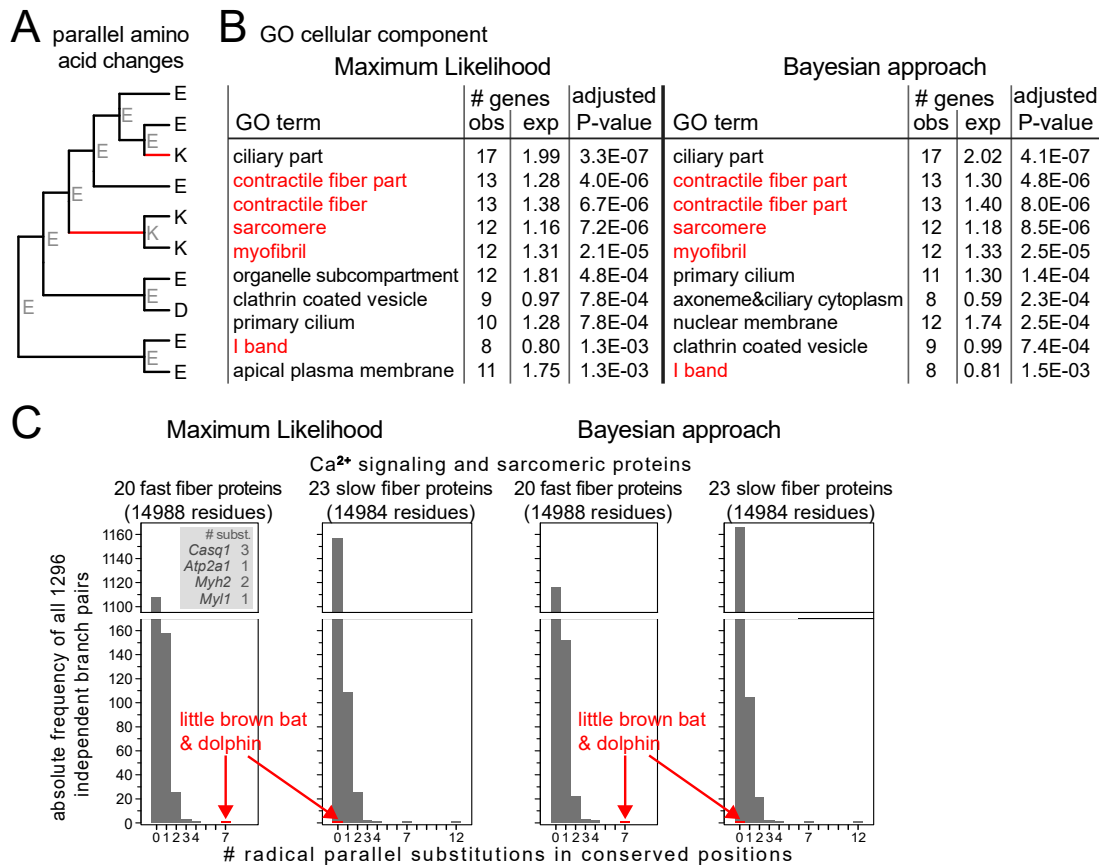 A parallel amino
acid changes
E
E
K
E
K
K
E
D
E
E
E
E
E
E
E
K
E
E
E
B GO cellular component
Maximum Likelihood
GO term # genes obs exp adjusted P-value
ciliary part 17 1.99 3.3E-07
contractile fiber part 13 1.28 4.0E-06
contractile fiber 13 1.38 6.7E-06
sarcomere 12 1.16 7.2E-06
myofibril 12 1.31 2.1E-05
organelle subcompartment 12 1.81 4.8E-04
clathrin coated vesicle 9 0.97 7.8E-04
primary cilium 10 1.28 7.8E-04
I band 8 0.80 1.3E-03
apical plasma membrane 11 1.75 1.3E-03
Bayesian approach
GO term # genes obs exp adjusted P-value
ciliary part 17 2.02 4.1E-07
contractile fiber part 13 1.30 4.8E-06
contractile fiber part 13 1.40 8.0E-06
sarcomere 12 1.18 8.5E-06
myofibril 12 1.33 2.5E-05
primary cilium 11 1.30 1.4E-04
axoneme&ciliary cytoplasm 8 0.59 2.3E-04
nuclear membrane 12 1.74 2.5E-04
clathrin coated vesicle 9 0.99 7.4E-04
I band 8 0.81 1.5E-03
C
Maximum Likelihood Bayesian approach
Ca2+ signaling and sarcomeric proteins
20 fast fiber proteins 23 slow fiber proteins 20 fast fiber proteins 23 slow fiber proteins
(14988 residues) (14984 residues) (14988 residues) (14984 residues)
# subst.
Casq1 3
Atp2a1 1
Myh2 2
Myl1 1
1160
1140
1120
1100
160
140
120
100
80
60
40
20
0
absolute frequency of all 1296
independent branch pairs
little brown bat
& dolphin
little brown bat
& dolphin
0 1 2 3 4 7
0 1 2 3 4 7 12
0 1 2 3 4 7
0 1 2 3 4 7 12
# radical parallel substitutions in conserved positions